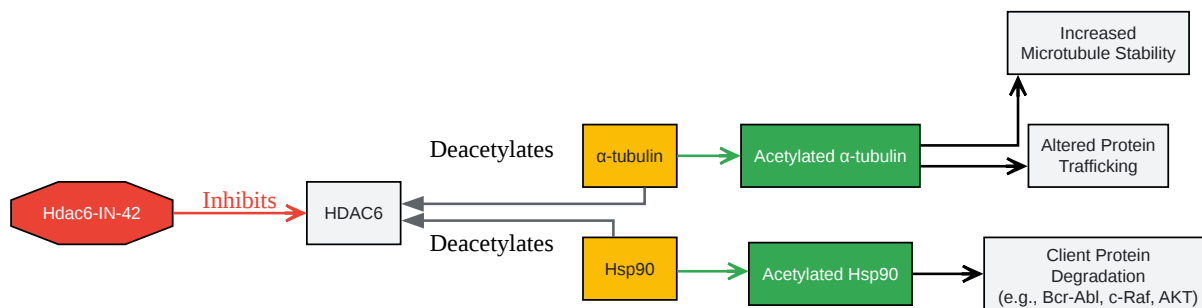 Increased
Microtubule Stability
Deacetylates
α-tubulin
Acetylated α-tubulin
Altered Protein
Trafficking
Hdac6-IN-42
Inhibits
HDAC6
Deacetylates
Hsp90
Acetylated Hsp90
Client Protein
Degradation
(e.g., Bcr-Abl, c-Raf, AKT)